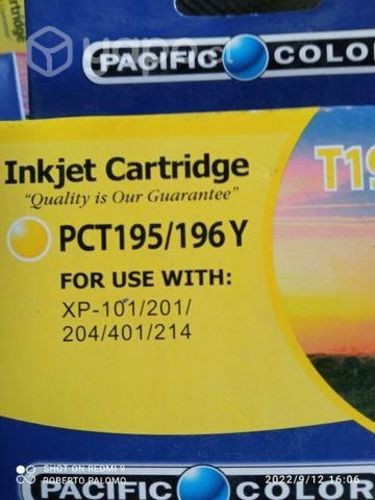 Cartridge
PACIFIC COLOR
Inkjet Cartridge
"Quality is Our Guarantee"
T19
PCT195/196 Y
FOR USE WITH:
XP-101/201/
204/401/214
SHOT ON REDMI 9
ROBERTO PALOMO
2022/9/12 16:06
PACIFIC COLOR